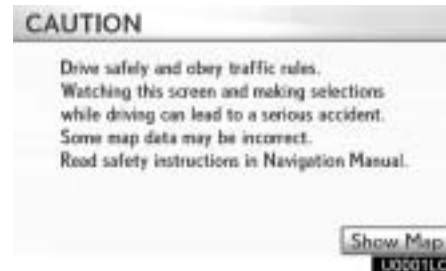 CAUTION
Drive safely and obey traffic rules.
Watching this screen and making selections
while driving can lead to a serious accident.
Some map data may be incorrect.
Read safety instructions in Navigation Manual.
Show Map
U0001LC